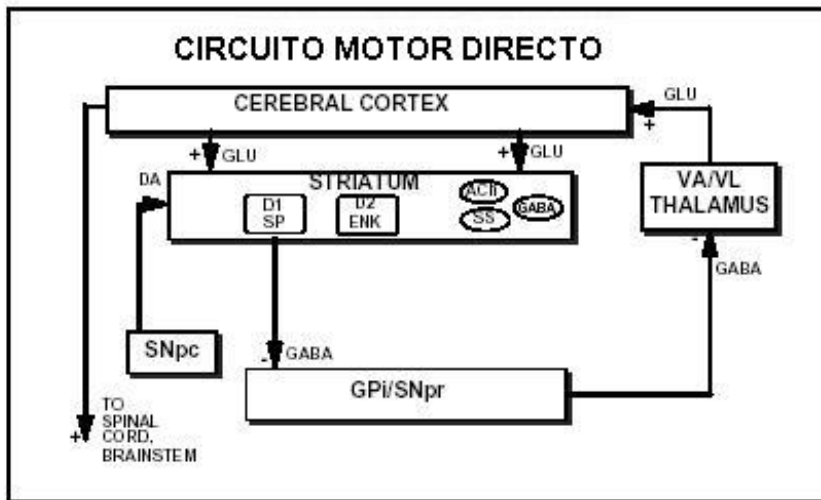 CIRCUITO MOTOR DIRECTO
CEREBRAL CORTEX
GLU
+
+
GLU
+
GLU
DA
STRIATUM
D1
SP
D2
ENK
ACh
SS
GABA
VA/VL
THALAMUS
-
GABA
SNpc
-
GABA
GPi/SNpr
+
TO
SPINAL
CORD,
BRAINSTEM